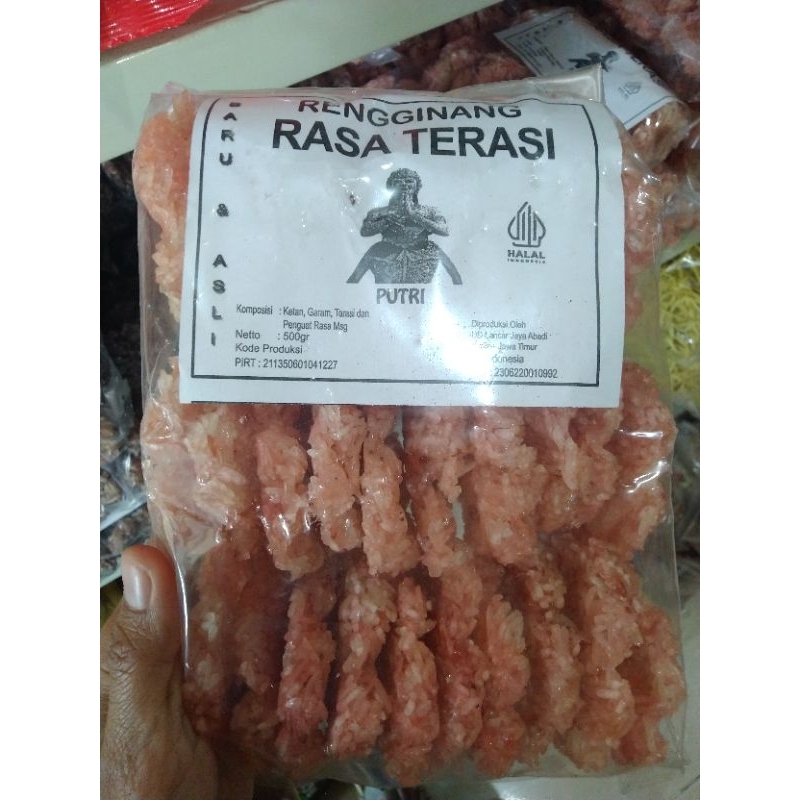 RENGGINANG
RASA TERASI
BARU & ASLI
PUTRI
HALAL
INDONESIA
Komposisi : Ketan, Garam, Terasi dan
Penguat Rasa Msg
Netto : 500gr
Kode Produksi
PIRT : 211350601041227
Diproduksi Oleh
Lancar Jaya Abadi
Jawa Timur
: 2306220010992